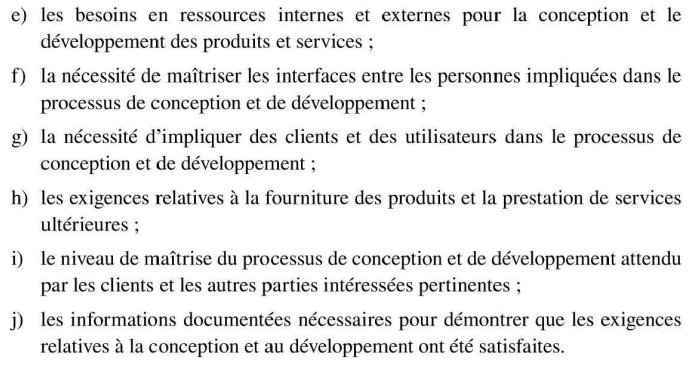 e) les besoins en ressources internes et externes pour la conception et le
développement des produits et services ;
f) la nécessité de maîtriser les interfaces entre les personnes impliquées dans le
processus de conception et de développement ;
g) la nécessité d’impliquer des clients et des utilisateurs dans le processus de
conception et de développement ;
h) les exigences relatives à la fourniture des produits et la prestation de services
ultérieures ;
i) le niveau de maîtrise du processus de conception et de développement attendu
par les clients et les autres parties intéressées pertinentes ;
j) les informations documentées nécessaires pour démontrer que les exigences
relatives à la conception et au développement ont été satisfaites.